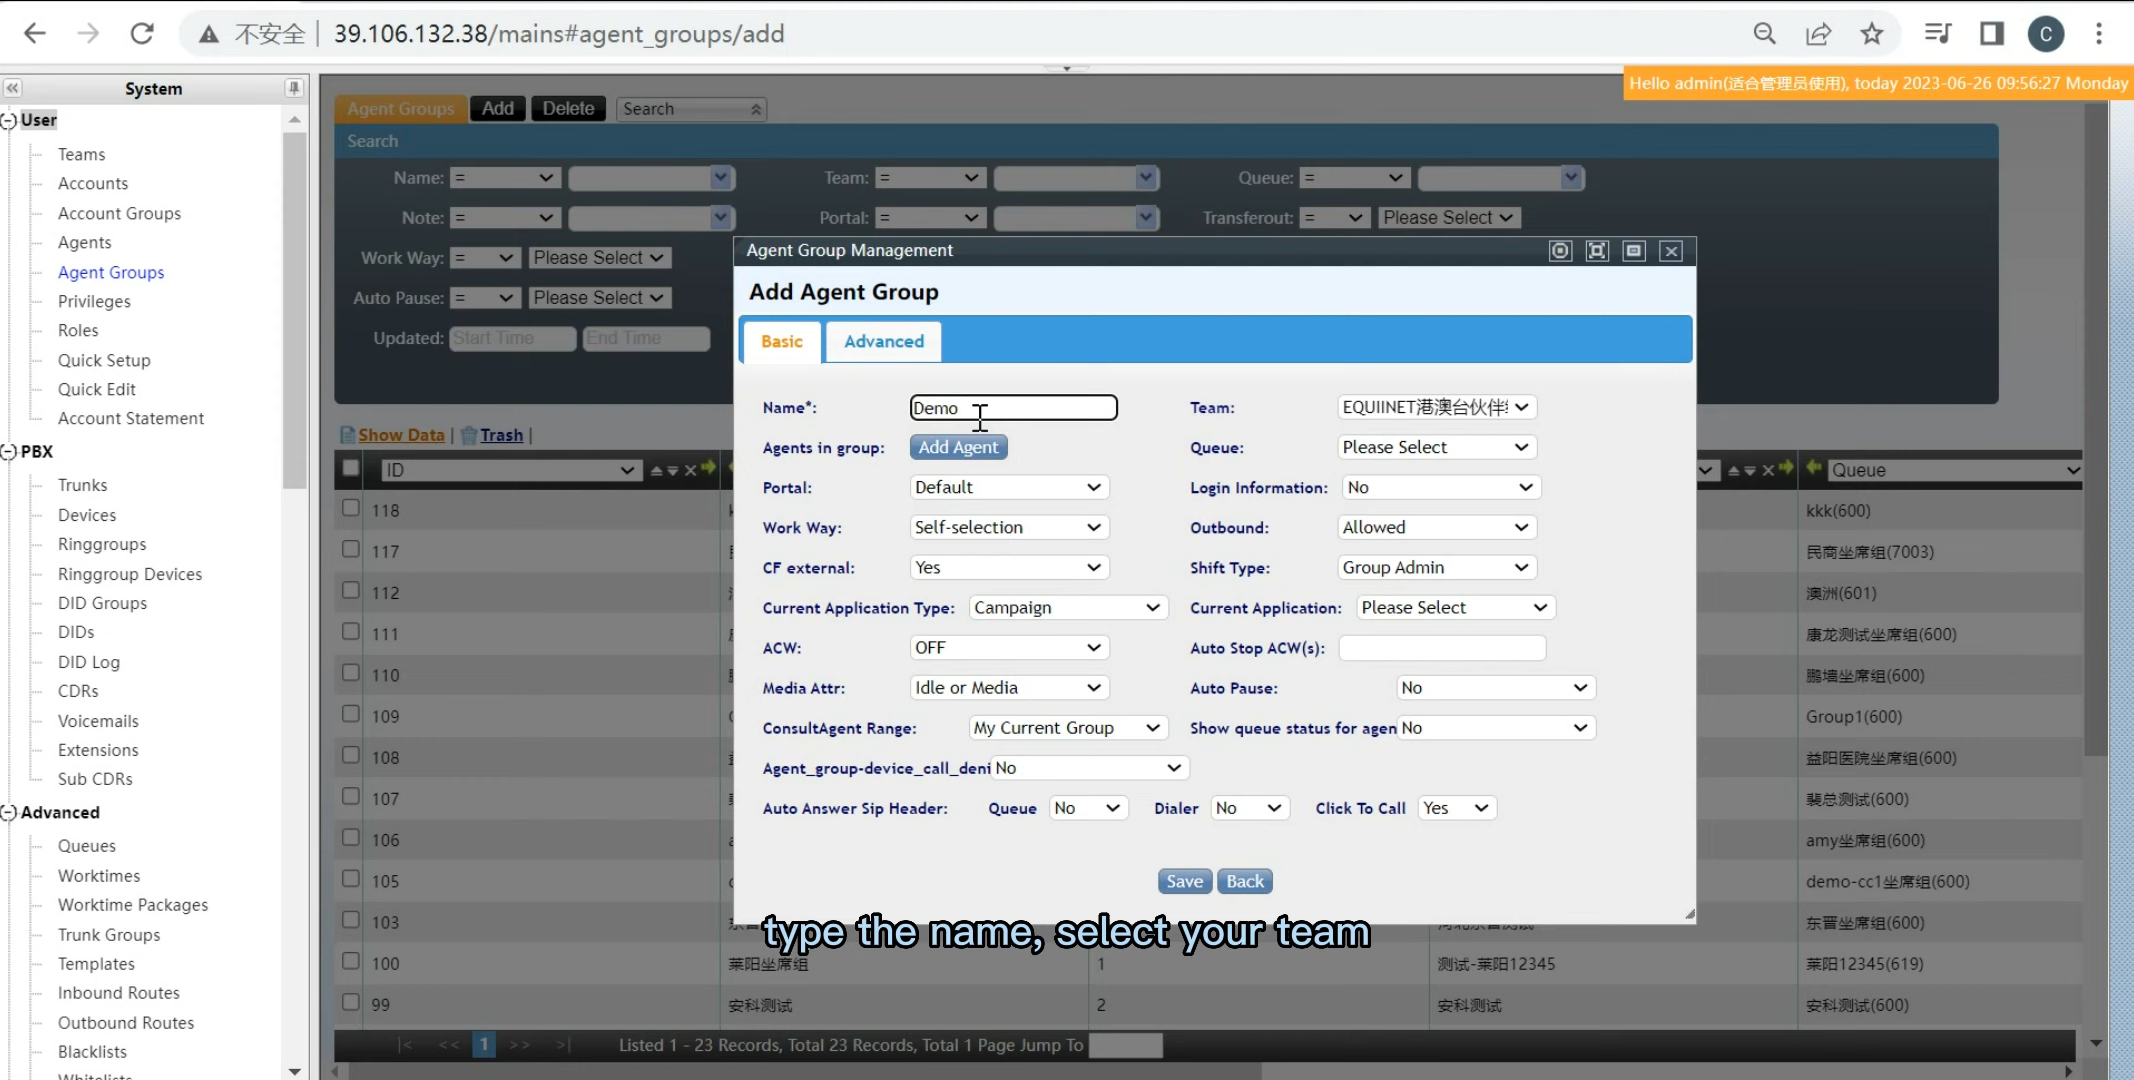 不安全 39.106.132.38/mains#agent_groups/add
C
System
Hello admin(适合管理员使用), today 2023-06-26 09:56:27 Monday
User
Teams
Accounts
Account Groups
Agents
Agent Groups
Privileges
Roles
Quick Setup
Quick Edit
Account Statement
PBX
Trunks
Devices
Ringgroups
Ringgroup Devices
DID Groups
DIDs
DID Log
CDRs
Voicemails
Extensions
Sub CDRs
Advanced
Queues
Worktimes
Worktime Packages
Trunk Groups
Templates
Inbound Routes
Outbound Routes
Blacklists
Whitelists
Agent Groups Add Delete Search
Search
Name: = Team: = Queue: =
Note: = Portal: = Transferout: = Please Select
Work Way: = Please Select
Auto Pause: = Please Select
Updated: Start Time End Time
Show Data | Trash |
ID Queue
118 kkk(600)
117 民商坐席组(7003)
112 澳洲(601)
111 康龙测试坐席组(600)
110 鹏墙坐席组(600)
109 Group1(600)
108 益阳医院坐席组(600)
107 裴总测试(600)
106 amy坐席组(600)
105 demo-cc1坐席组(600)
103 东晋坐席组(600)
100 莱阳坐席组 1 测试-莱阳12345 莱阳12345(619)
99 安科测试 2 安科测试 安科测试(600)
|< << 1 >> >| Listed 1 - 23 Records, Total 23 Records, Total 1 Page Jump To
Agent Group Management
Add Agent Group
Basic Advanced
Name*: Demo Team: EQUIINET港澳台伙伴
Agents in group: Add Agent Queue: Please Select
Portal: Default Login Information: No
Work Way: Self-selection Outbound: Allowed
CF external: Yes Shift Type: Group Admin
Current Application Type: Campaign Current Application: Please Select
ACW: OFF Auto Stop ACW(s):
Media Attr: Idle or Media Auto Pause: No
ConsultAgent Range: My Current Group Show queue status for agen No
Agent_group-device_call_deni No
Auto Answer Sip Header: Queue No Dialer No Click To Call Yes
Save Back
type the name, select your team